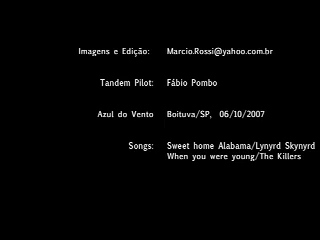 Imagens e Edição: Marcio.Rossi@yahoo.com.br
Tandem Pilot: Fábio Pombo
Azul do Vento Boituva/SP, 06/10/2007
Songs: Sweet home Alabama/Lynyrd Skynyrd
When you were young/The Killers